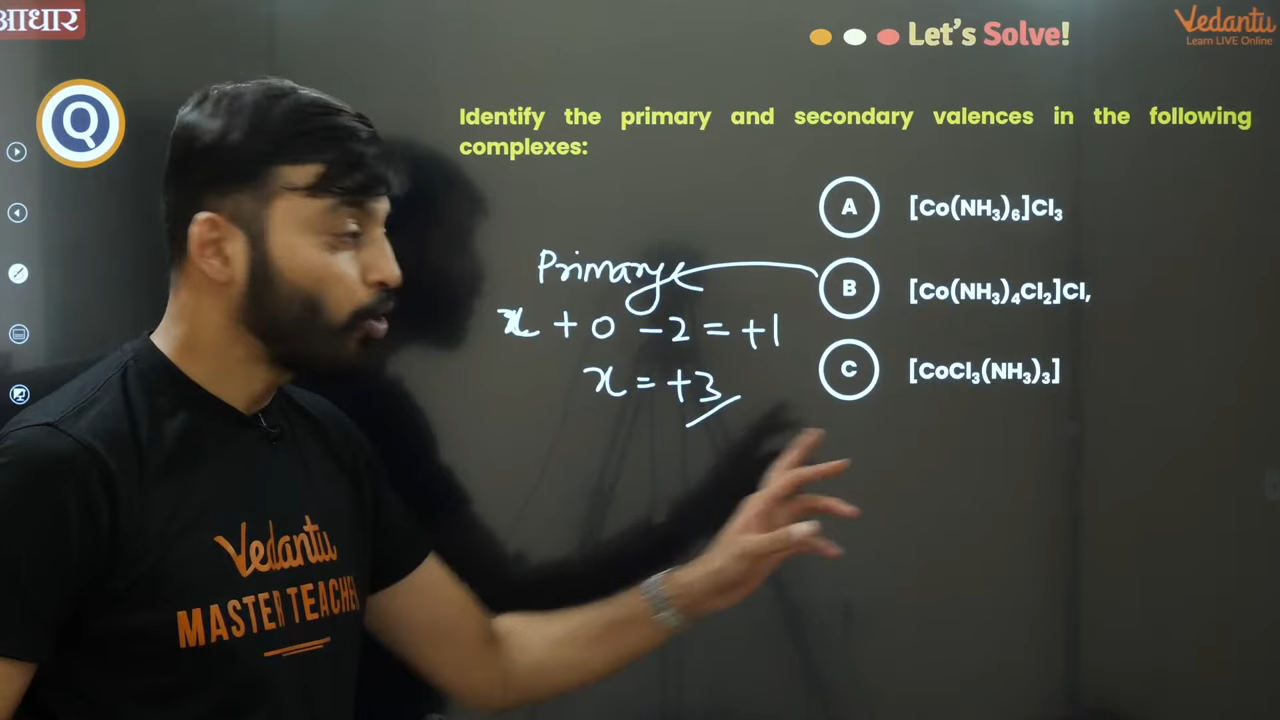 आधार
Let's Solve!
Vedantu
Learn LIVE Online
Q
Identify the primary and secondary valences in the following
complexes:
A [Co(NH₃)₆]Cl₃
Primary
B [Co(NH₃)₄Cl₂]Cl,
x + 0 - 2 = +1
x = +3
C [CoCl₃(NH₃)₃]
Vedantu
MASTER TEACHER